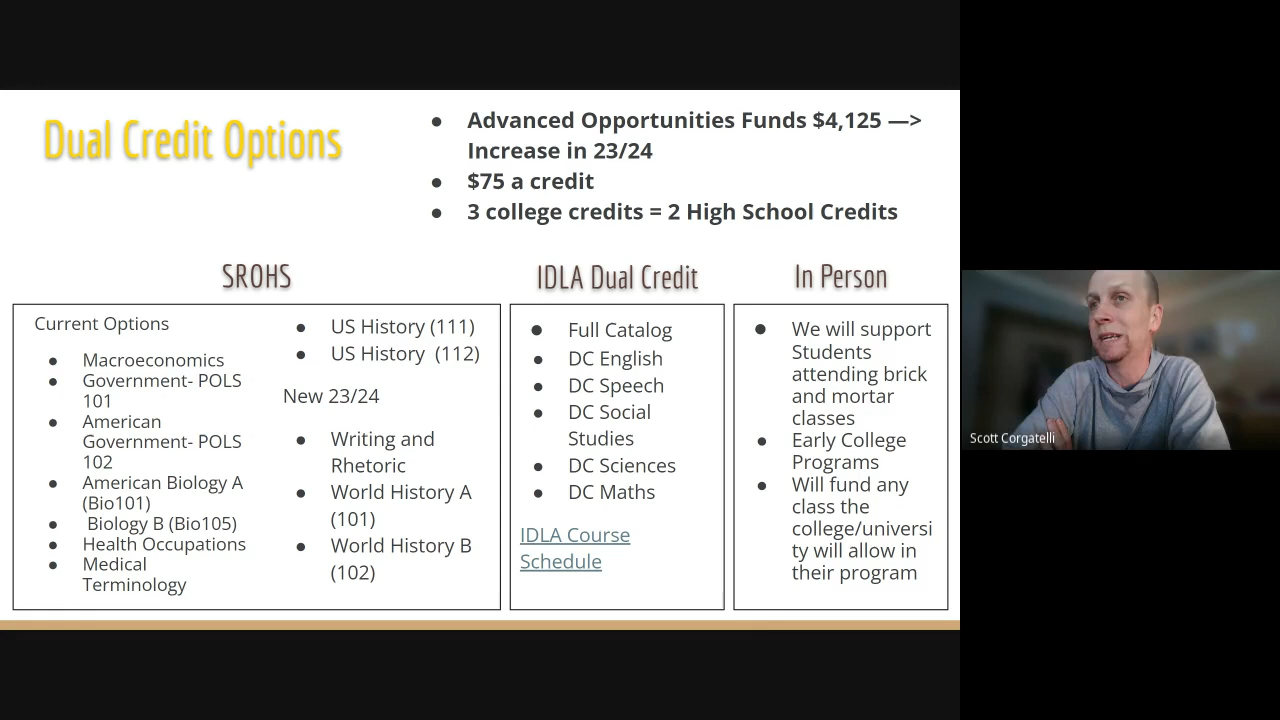 Dual Credit Options
● Advanced Opportunities Funds $4,125 —>
Increase in 23/24
● $75 a credit
● 3 college credits = 2 High School Credits
SROHS
Current Options
● Macroeconomics
● Government- POLS
101
● American
Government- POLS
102
● American Biology A
(Bio101)
● Biology B (Bio105)
● Health Occupations
● Medical
Terminology
● US History (111)
● US History (112)
New 23/24
● Writing and
Rhetoric
● World History A
(101)
● World History B
(102)
IDLA Dual Credit
● Full Catalog
● DC English
● DC Speech
● DC Social
Studies
● DC Sciences
● DC Maths
IDLA Course
Schedule
In Person
● We will support
Students
attending brick
and mortar
classes
● Early College
Programs
● Will fund any
class the
college/universi
ty will allow in
their program
Scott Corgatelli